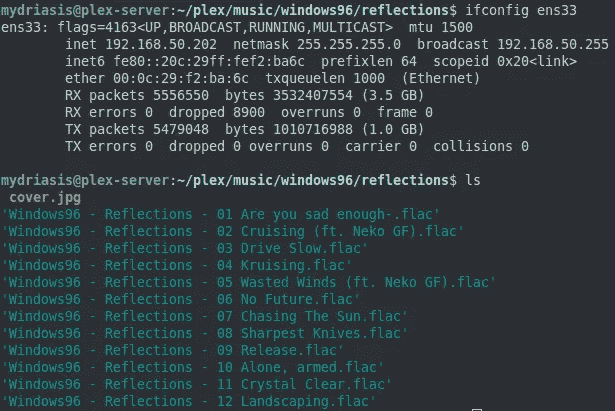 mydriasis@plex-server:~/plex/music/windows96/reflections$ ifconfig ens33
ens33: flags=4163<UP,BROADCAST,RUNNING,MULTICAST>  mtu 1500
        inet 192.168.50.202  netmask 255.255.255.0  broadcast 192.168.50.255
        inet6 fe80::20c:29ff:fef2:ba6c  prefixlen 64  scopeid 0x20<link>
        ether 00:0c:29:f2:ba:6c  txqueuelen 1000  (Ethernet)
        RX packets 5556550  bytes 3532407554 (3.5 GB)
        RX errors 0  dropped 8900  overruns 0  frame 0
        TX packets 5479048  bytes 1010716988 (1.0 GB)
        TX errors 0  dropped 0 overruns 0  carrier 0  collisions 0

mydriasis@plex-server:~/plex/music/windows96/reflections$ ls
 cover.jpg
'Windows96 - Reflections - 01 Are you sad enough-.flac'
'Windows96 - Reflections - 02 Cruising (ft. Neko GF).flac'
'Windows96 - Reflections - 03 Drive Slow.flac'
'Windows96 - Reflections - 04 Kruising.flac'
'Windows96 - Reflections - 05 Wasted Winds (ft. Neko GF).flac'
'Windows96 - Reflections - 06 No Future.flac'
'Windows96 - Reflections - 07 Chasing The Sun.flac'
'Windows96 - Reflections - 08 Sharpest Knives.flac'
'Windows96 - Reflections - 09 Release.flac'
'Windows96 - Reflections - 10 Alone, armed.flac'
'Windows96 - Reflections - 11 Crystal Clear.flac'
'Windows96 - Reflections - 12 Landscaping.flac'